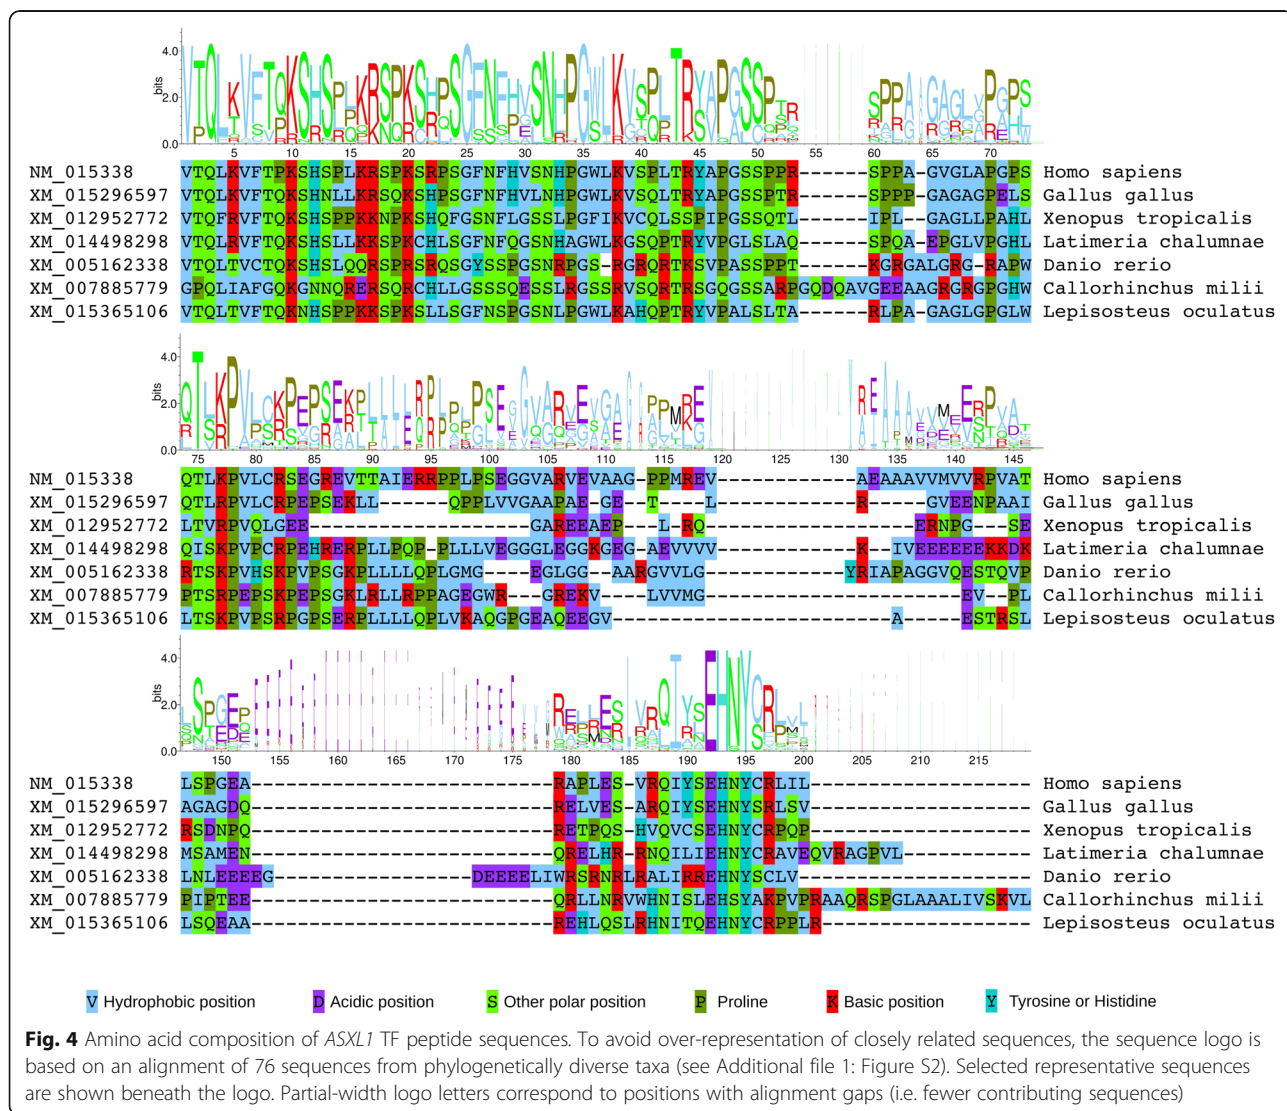 4.0
bits
2.0
0.0
5 10 15 20 25 30 35 40 45 50 55 60 65 70
NM_015338 VTQLKVFTPKSHSPLKRSPKSRPSGFNFHVSNHPGWLKVSPLTRYAPGSSPPR------SPPA-GVGLAPGPS Homo sapiens
XM_015296597 VTQLKVFTQKSHNLLKRSQKSHPSGFNFHVLNHPGWLKVSPQTRYAPGSSPTR------SPPP-GAGAGPELS Gallus gallus
XM_012952772 VTQFRVFTQKSHSPPKKNPKSHQFGSNFLGSSLPGFIKVCQLSSPIPGSSQTL------IPL--GAGLLPAHL Xenopus tropicalis
XM_014498298 VTQLRVFTQKSHSLLKKSPKCHLSGFNFQGSNHAGWLKGSQPTRYVPGLSLAQ------SPQA-EPGLVPGHL Latimeria chalumnae
XM_005162338 VTQLTVCTQKSHSLQQRSPRSRQSGYSSPGSNRPGS-RGRQRTKSVPASSPPT------KGRGALGRG-RAPW Danio rerio
XM_007885779 GPQLIAFGQKGNNQRERSQRCHLLGSSSQESSLRGSSRVSQRTRSGQGSSARPGQDQAVGEEAAGRGRGPGHW Callorhinchus milii
XM_015365106 VTQLTVFTQKNHSPPKKSPKSLLSGFNSPGSNLPGWLKAHQPTRYVPALSLTA------RLPA-GAGLGPGLW Lepisosteus oculatus
4.0
bits
2.0
0.0
75 80 85 90 95 100 105 110 115 120 125 130 135 140 145
NM_015338 QTLKPVLCRSEGREVTTAIERRPPLPSEGGVARVEVAAG-PPMREV------------AEAAAVVMVVRPVAT Homo sapiens
XM_015296597 QTLRPVLCRPEPSEKLL------QPPLVVGAAPAE-GE--T----L------------R-----GVEENPAAI Gallus gallus
XM_012952772 LTVRPVQLGEE-------------------GAREEAEP---L-RQ------------------ERNPG---SE Xenopus tropicalis
XM_014498298 QISKPVPCRPEHRERPLLPQP-PLLLVEGGGLEGGKGEG-AEVVVV------------K--IVEEEEEEKKDK Latimeria chalumnae
XM_005162338 RTSKPVHSKPVPSGKPLLLLQPLGMG----EGLGG--AARGVVLG------------YRIAPAGGVQESTQVP Danio rerio
XM_007885779 PTSRPEPSKPEPSGKLRLLRPPAGEGWR---GREKV----LVVMG----------------------EV--PL Callorhinchus milii
XM_015365106 LTSKPVPSRPGPSERPLLLLQPLVKAQGPGEAQEEGV------------------------A-----ESTRSL Lepisosteus oculatus
4.0
bits
2.0
0.0
150 155 160 165 170 175 180 185 190 195 200 205 210 215
NM_015338 LSPGEA--------------------------RAPLES-VRQIYSEHNYCRLIL------------------- Homo sapiens
XM_015296597 AGAGDQ--------------------------RELVES-ARQIYSEHNYSRLSV------------------- Gallus gallus
XM_012952772 RSDNPQ--------------------------RETPQS-HVQVCSEHNYCRPQP------------------- Xenopus tropicalis
XM_014498298 MSAMEN--------------------------QRELHR-RNQILIEHNYCRAVEQVRAGPVL----------- Latimeria chalumnae
XM_005162338 LNLEEEEG-----------------DEEEELIWRSRNRLRALIRREHNYSCLV-------------------- Danio rerio
XM_007885779 PIPTEE--------------------------QRLLNRVWHNISLEHSYAKPVPRAAQRSPGLAAALIVSKVL Callorhinchus milii
XM_015365106 LSQEAA--------------------------REHLQSLRHNITQEHNYCRPPLR------------------ Lepisosteus oculatus
V Hydrophobic position D Acidic position S Other polar position P Proline K Basic position Y Tyrosine or Histidine
Fig. 4 Amino acid composition of ASXL1 TF peptide sequences. To avoid over-representation of closely related sequences, the sequence logo is
based on an alignment of 76 sequences from phylogenetically diverse taxa (see Additional file 1: Figure S2). Selected representative sequences
are shown beneath the logo. Partial-width logo letters correspond to positions with alignment gaps (i.e. fewer contributing sequences)